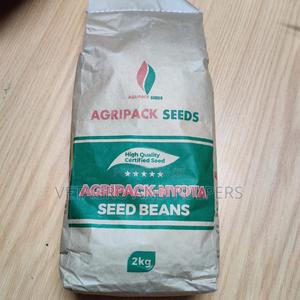 AGRIPACK SEEDS
AGRIPACK SEEDS
High Quality
Certified Seed
AGRIPACK-NYOTA
SEED BEANS
2kg